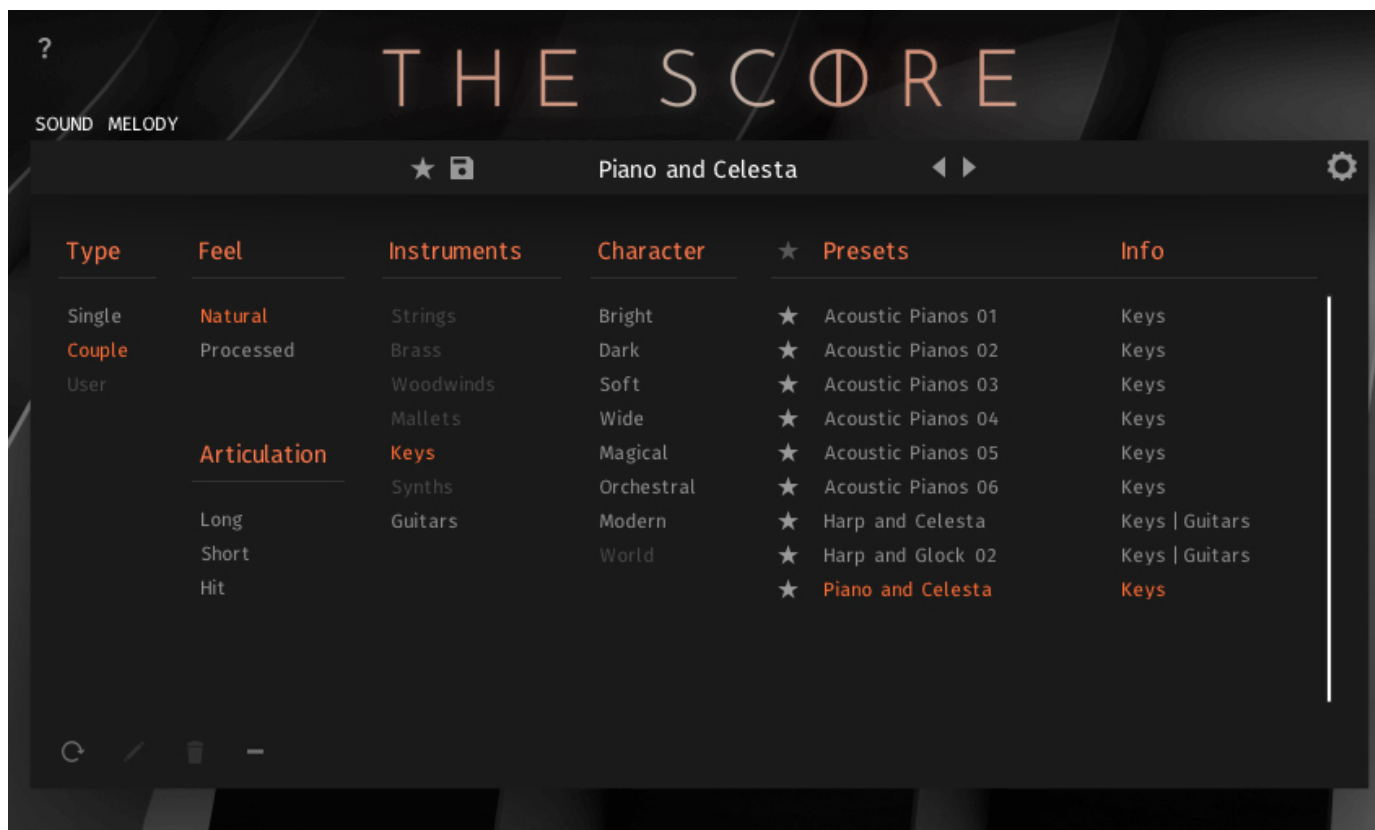 ?
THE SCORE
SOUND MELODY
Piano and Celesta
Type Feel Instruments Character Presets Info
Single Natural Strings Bright Acoustic Pianos 01 Keys
Couple Processed Brass Dark Acoustic Pianos 02 Keys
User Woodwinds Soft Acoustic Pianos 03 Keys
Mallets Wide Acoustic Pianos 04 Keys
Articulation Keys Magical Acoustic Pianos 05 Keys
Synths Orchestral Acoustic Pianos 06 Keys
Long Guitars Modern Harp and Celesta Keys | Guitars
Short World Harp and Glock 02 Keys | Guitars
Hit Piano and Celesta Keys